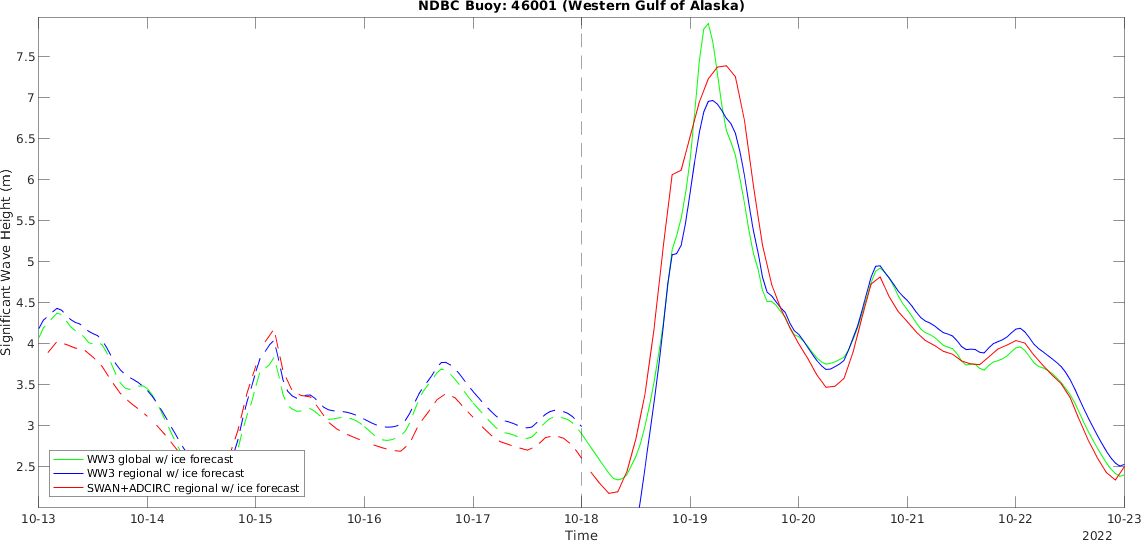 NDBC Buoy: 46001 (Western Gulf of Alaska)
7.5
7
6.5
6
5.5
5
4.5
4
3.5
3
2.5
Significant Wave Height (m)
WW3 global w/ ice forecast
WW3 regional w/ ice forecast
SWAN+ADCIRC regional w/ ice forecast
10-13 10-14 10-15 10-16 10-17 10-18 10-19 10-20 10-21 10-22 10-23
Time
2022